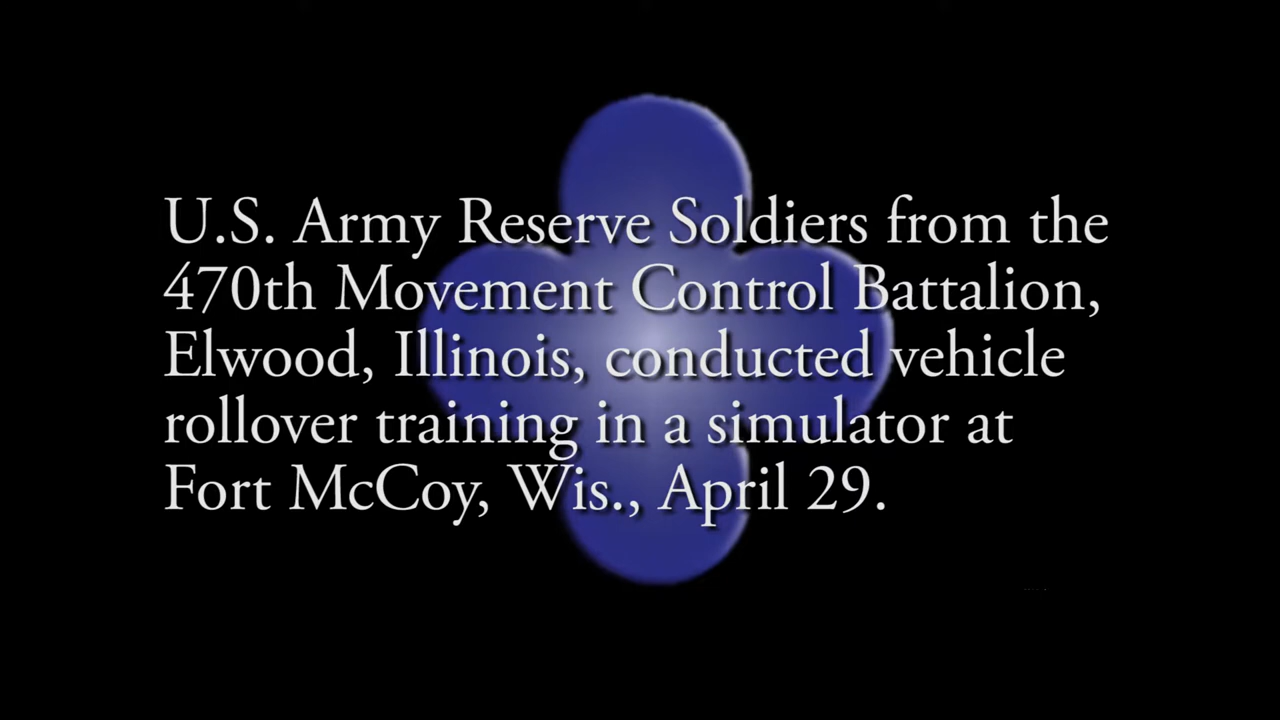 U.S. Army Reserve Soldiers from the
470th Movement Control Battalion,
Elwood, Illinois, conducted vehicle
rollover training in a simulator at
Fort McCoy, Wis., April 29.